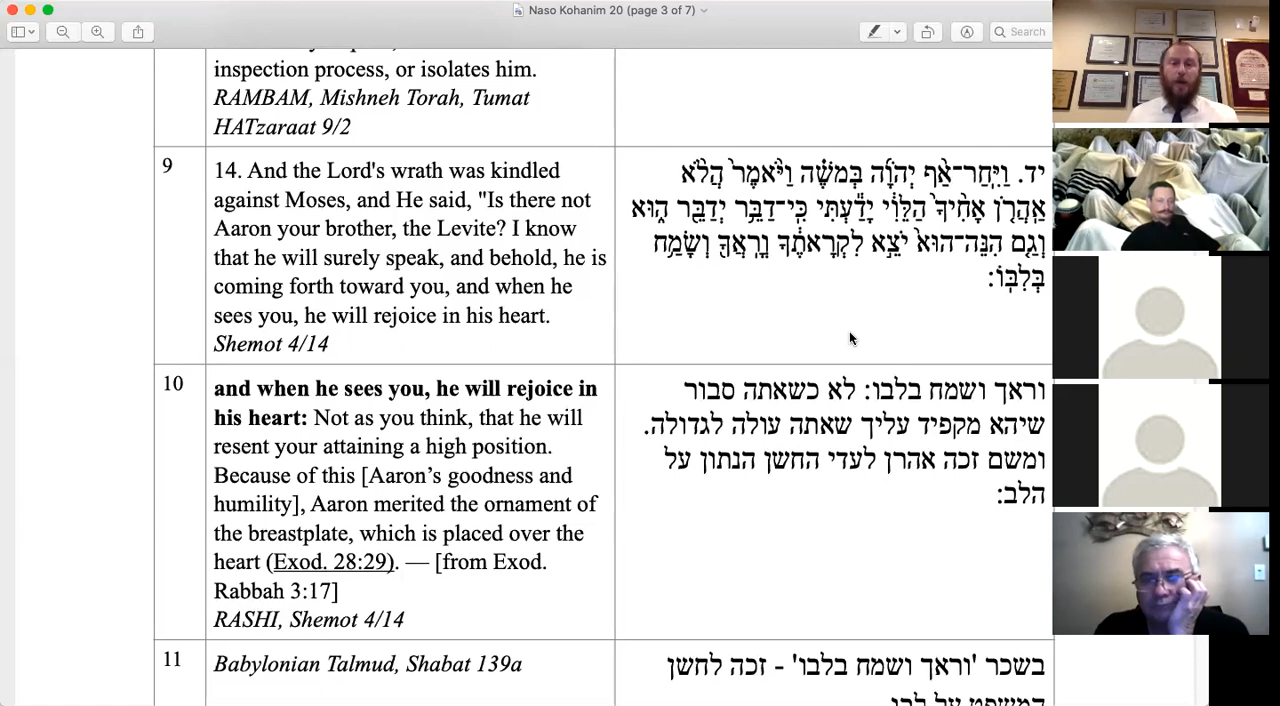 Naso Kohanim 20 (page 3 of 7)
Search
inspection process, or isolates him.
RAMBAM, Mishneh Torah, Tumat
HATzaraat 9/2
9
14. And the Lord's wrath was kindled
against Moses, and He said, "Is there not
Aaron your brother, the Levite? I know
that he will surely speak, and behold, he is
coming forth toward you, and when he
sees you, he will rejoice in his heart.
Shemot 4/14
יד. וַיִּחַר־אַ֨ף יְהֹוָ֜ה בְּמֹשֶׁ֗ה וַיֹּ֨אמֶר֙ הֲלֹ֨א
אַֽהֲרֹ֤ן אָחִ֨יךָ֙ הַלֵּוִ֔י יָדַ֕עְתִּי כִּֽי־דַבֵּ֥ר יְדַבֵּ֖ר ה֑וּא
וְגַ֤ם הִנֵּה־הוּא֙ יֹצֵ֣א לִקְרָאתֶ֔ךָ וְרָֽאֲךָ֖ וְשָׂמַ֥ח
בְּלִבּֽוֹ:
10
and when he sees you, he will rejoice in
his heart: Not as you think, that he will
resent your attaining a high position.
Because of this [Aaron’s goodness and
humility], Aaron merited the ornament of
the breastplate, which is placed over the
heart (Exod. 28:29). — [from Exod.
Rabbah 3:17]
RASHI, Shemot 4/14
וראך ושמח בלבו: לא כשאתה סבור
שיהא מקפיד עליך שאתה עולה לגדולה.
ומשם זכה אהרן לעדי החשן הנתון על
הלב:
11
Babylonian Talmud, Shabat 139a
בשכר 'וראך ושמח בלבו' - זכה לחשן
המשפט על לבו